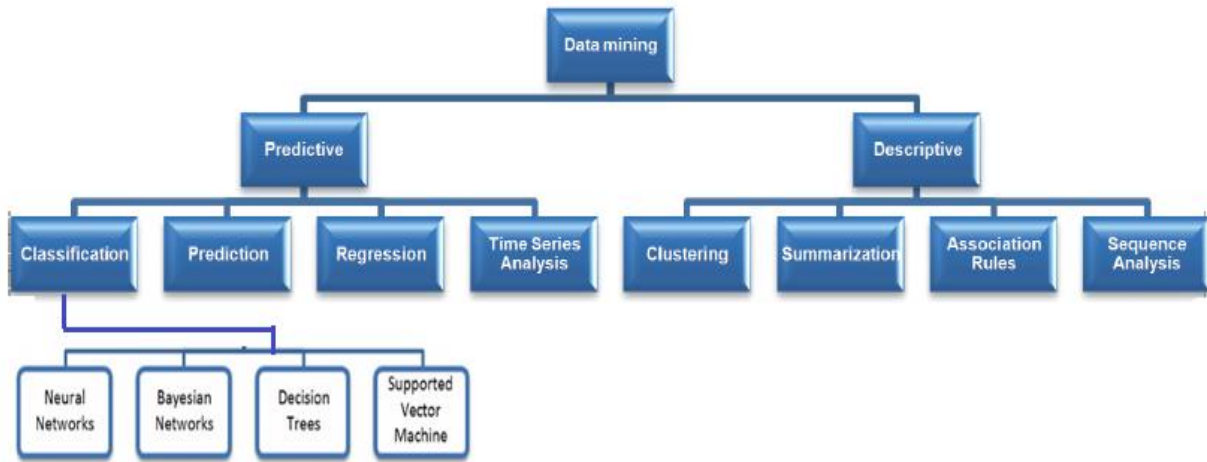 Data mining
Predictive
Descriptive
Classification
Prediction
Regression
Time Series
Analysis
Clustering
Summarization
Association
Rules
Sequence
Analysis
Neural
Networks
Bayesian
Networks
Decision
Trees
Supported
Vector
Machine